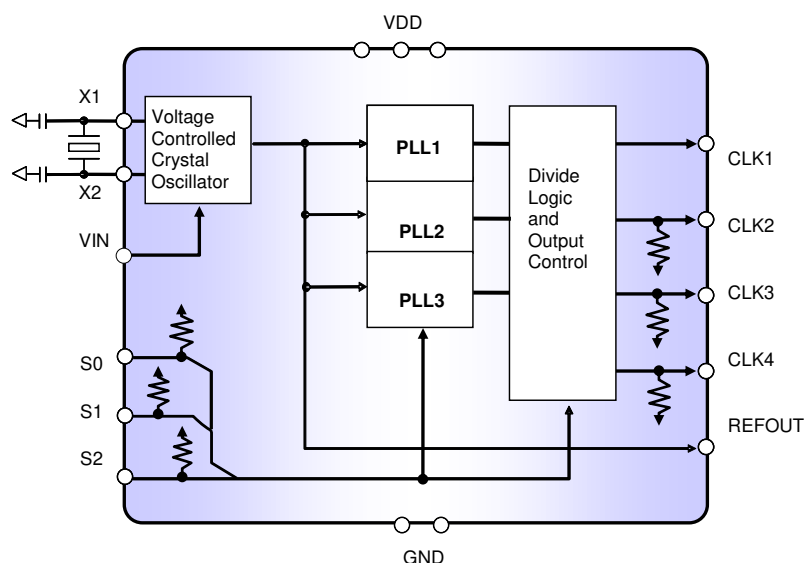 VDD
X1
Voltage
Controlled
Crystal
Oscillator
X2
VIN
PLL1
PLL2
PLL3
Divide
Logic
and
Output
Control
CLK1
CLK2
CLK3
CLK4
REFOUT
S0
S1
S2
GND